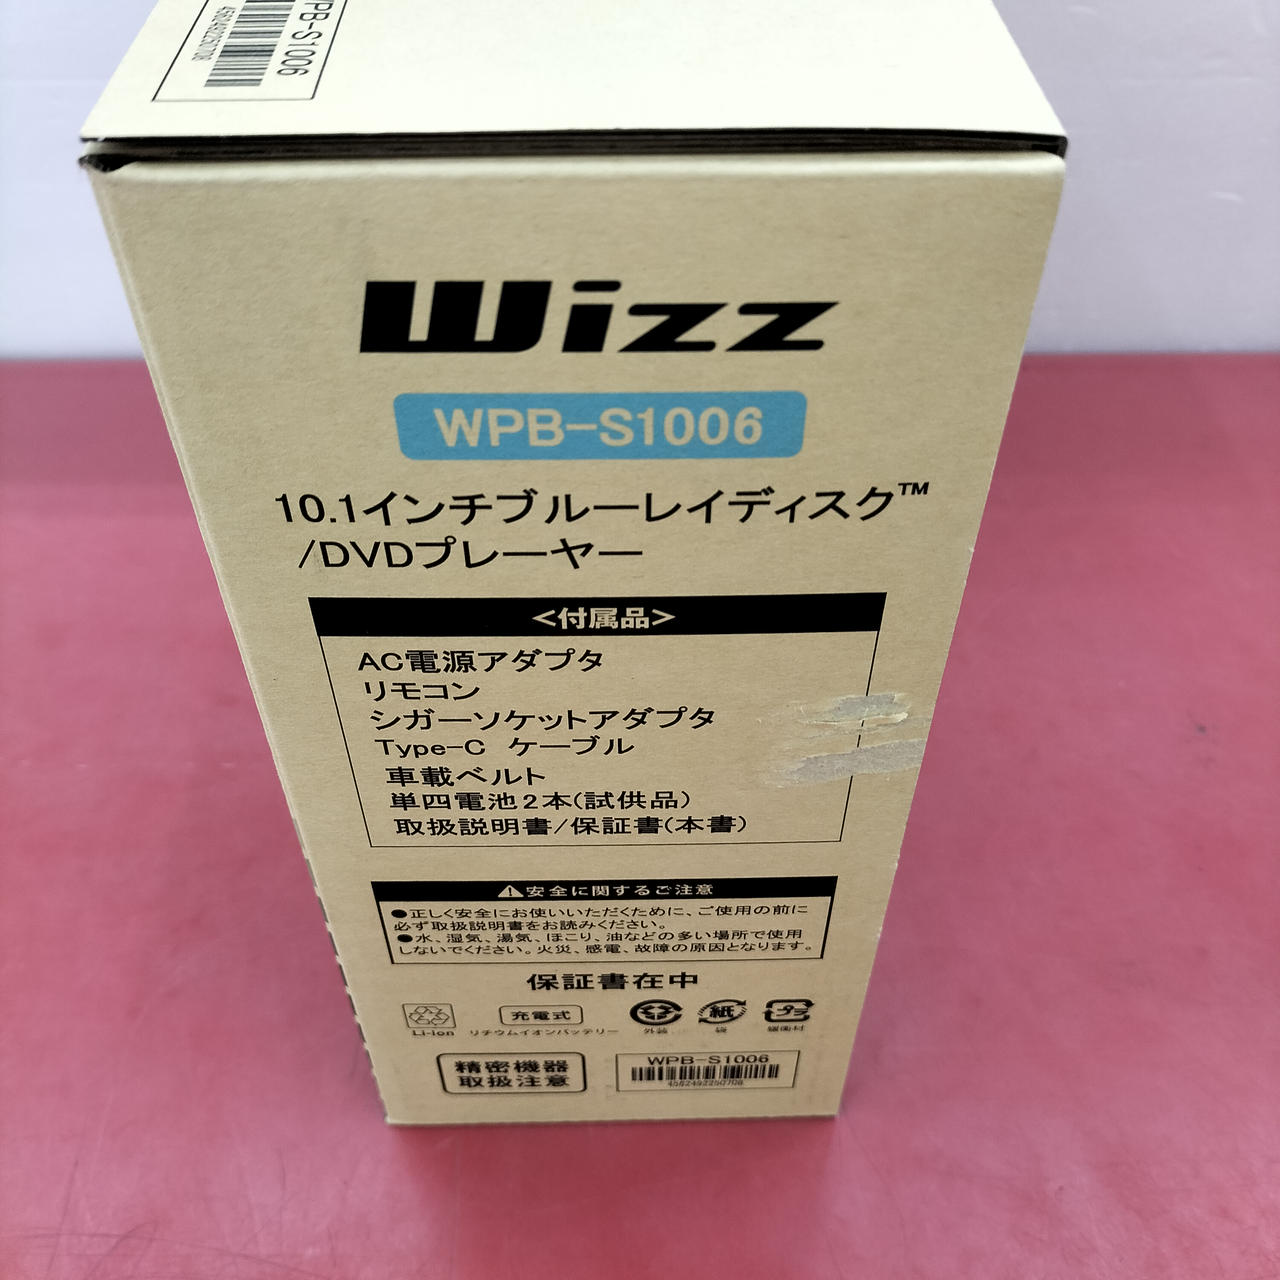 PB-S1006
Wizz
WPB-S1006
10.1インチブルーレイディスク™
/DVDプレーヤー
<付属品>
AC電源アダプタ
リモコン
シガーソケットアダプタ
Type-C ケーブル
車載ベルト
単四電池2本(試供品)
取扱説明書/保証書(本書)
安全に関するご注意
●正しく安全にお使いいただくために、ご使用の前に
必ず取扱説明書をお読みください。
●水、湿気、湯気、ほこり、油などの多い場所で使用
しないでください。火災、感電、故障の原因となります。
保証書在中
Li-ion
充電式
リチウムイオンバッテリー
外装
紙
袋
プラ
緩衝材
精密機器
取扱注意
WPB-S1006
4562492250708